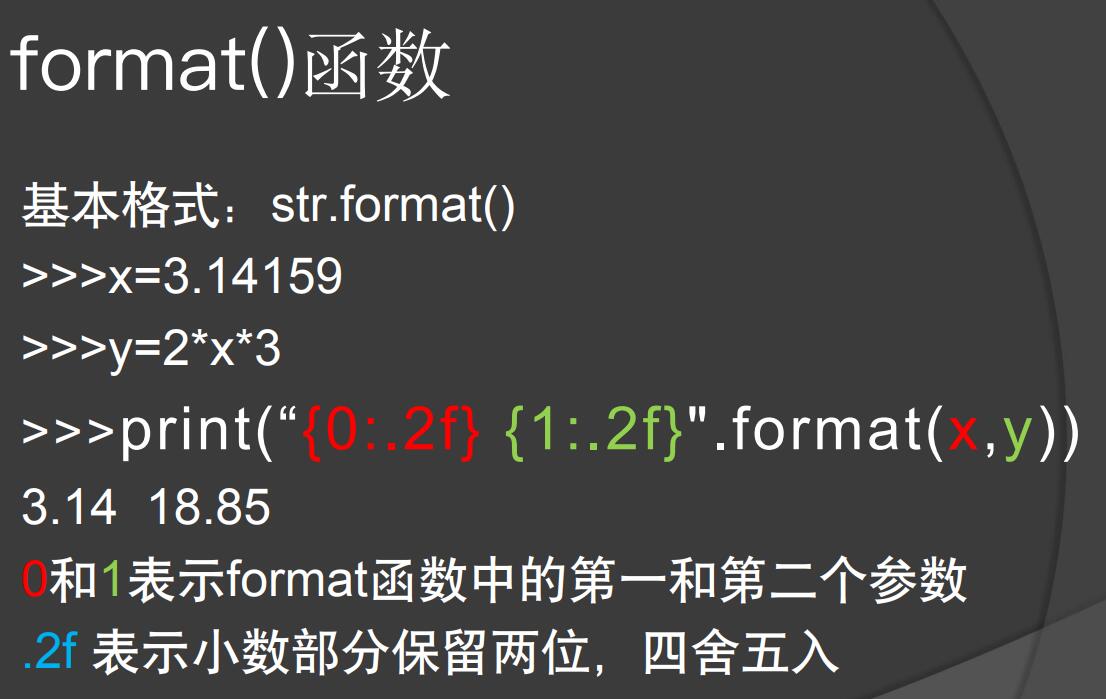 format()函数
基本格式：str.format()
>>>x=3.14159
>>>y=2*x*3
>>>print(“{0:.2f} {1:.2f}".format(x,y))
3.14  18.85
0和1表示format函数中的第一和第二个参数
.2f 表示小数部分保留两位，四舍五入